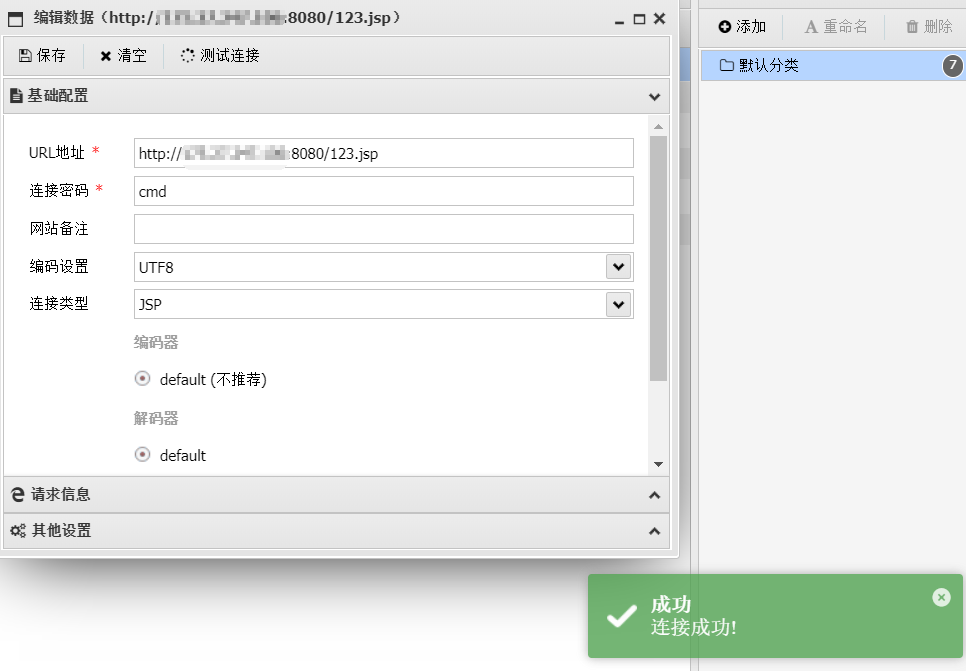 编辑数据（http://:8080/123.jsp）
保存 清空 测试连接
基础配置
URL地址 * http://:8080/123.jsp
连接密码 * cmd
网站备注
编码设置 UTF8
连接类型 JSP
编码器
default (不推荐)
解码器
default
请求信息
其他设置
添加 A 重命名 删除
默认分类 7
成功
连接成功!